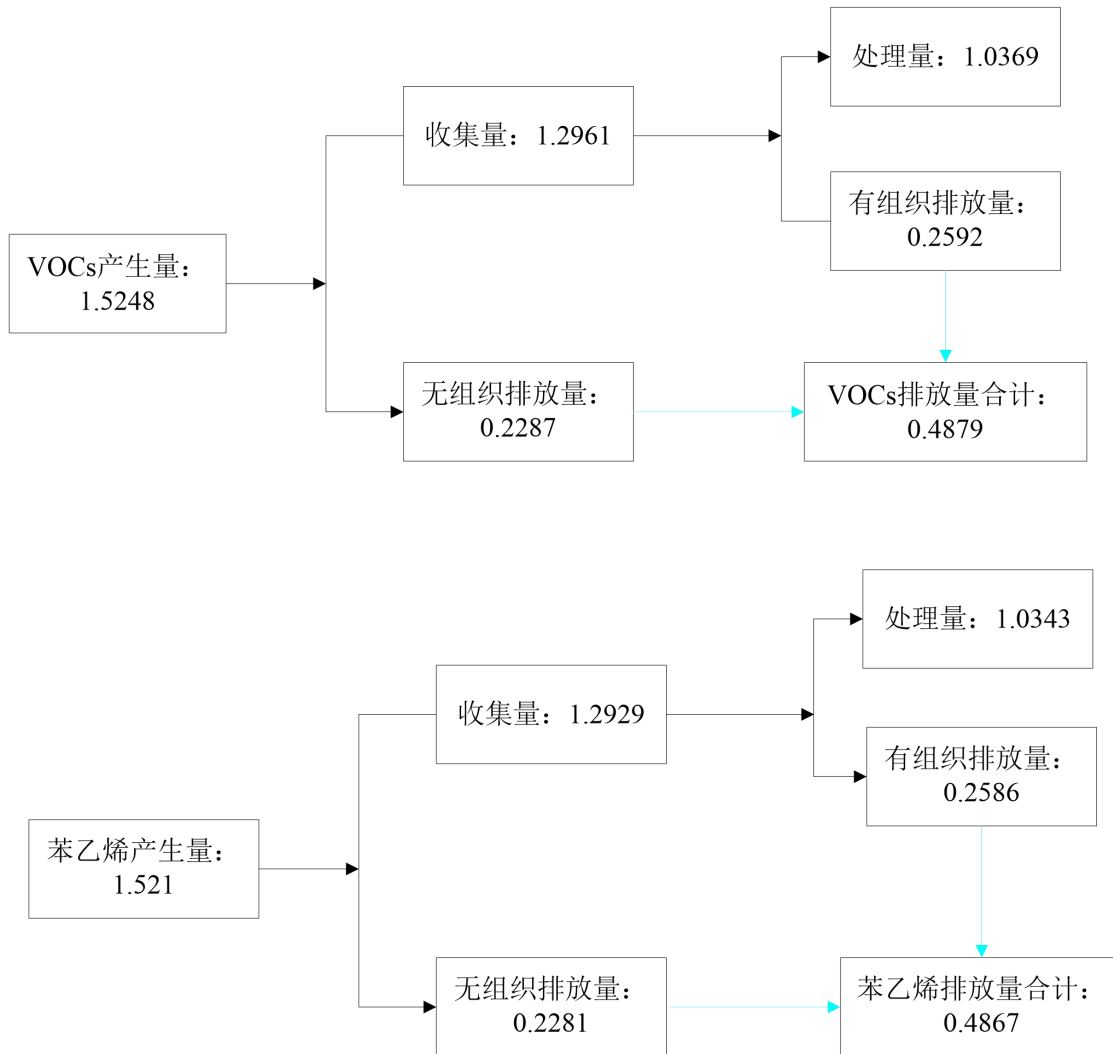 处理量：1.0369
收集量：1.2961
有组织排放量：
0.2592
VOCs产生量：
1.5248
无组织排放量：
0.2287
VOCs排放量合计：
0.4879
处理量：1.0343
收集量：1.2929
有组织排放量：
0.2586
苯乙烯产生量：
1.521
无组织排放量：
0.2281
苯乙烯排放量合计：
0.4867